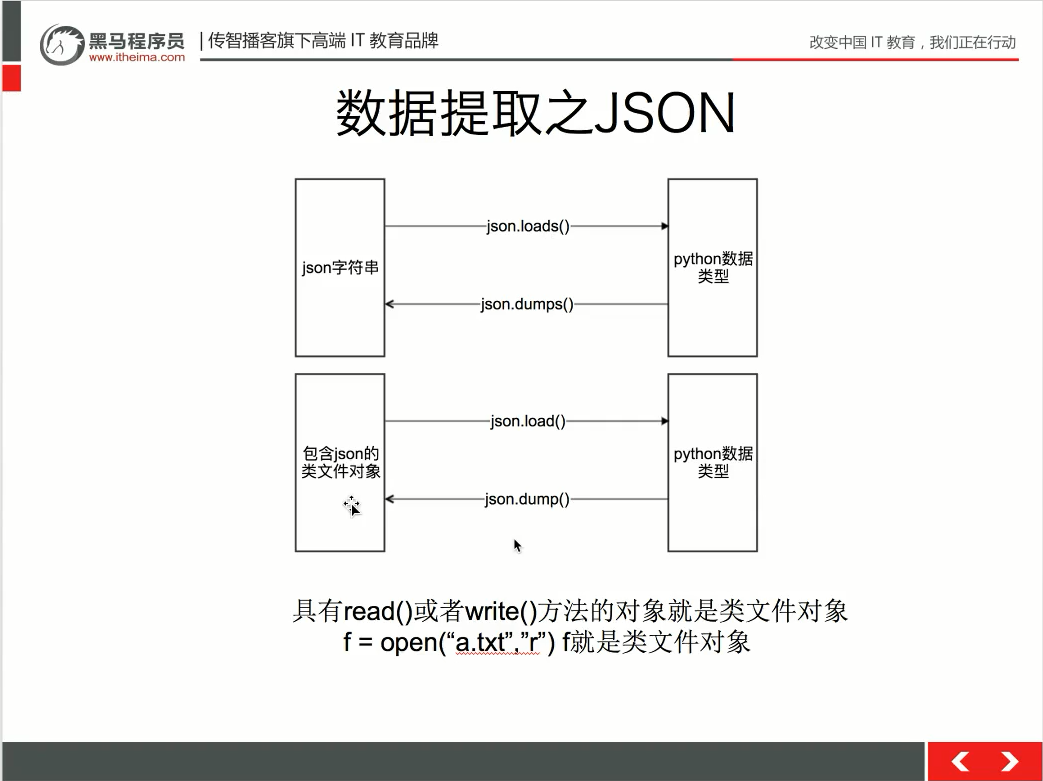 黑马程序员
www.itheima.com
|传智播客旗下高端 IT 教育品牌
改变中国 IT 教育，我们正在行动
数据提取之JSON
json.loads()
json字符串
python数据
类型
json.dumps()
json.load()
包含json的
类文件对象
python数据
类型
json.dump()
具有read()或者write()方法的对象就是类文件对象
f = open(“a.txt”,”r”) f就是类文件对象